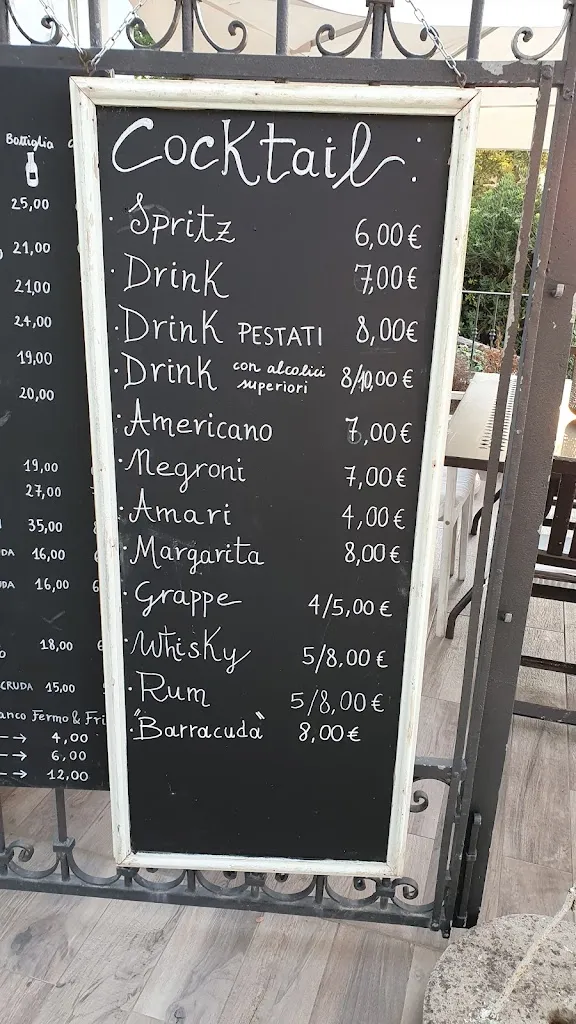 Bottiglia
25,00
21,00
21,00
24,00
19,00
20,00
19,00
27,00
35,00
16,00
16,00
18,00
CRUDA 15,00
anco Fermo & Fri
→ 4,00
→ 6,00
→ 12,00
Cocktail:
· Spritz 6,00 €
· Drink 7,00 €
· Drink PESTATI 8,00 €
· Drink con alcolici superiori 8/10,00 €
· Americano 7,00 €
· Negroni 7,00 €
· Amari 4,00 €
· Margarita 8,00 €
· Grappe 4/5,00 €
· Whisky 5/8,00 €
· Rum 5/8,00 €
· "Barracuda" 8,00 €